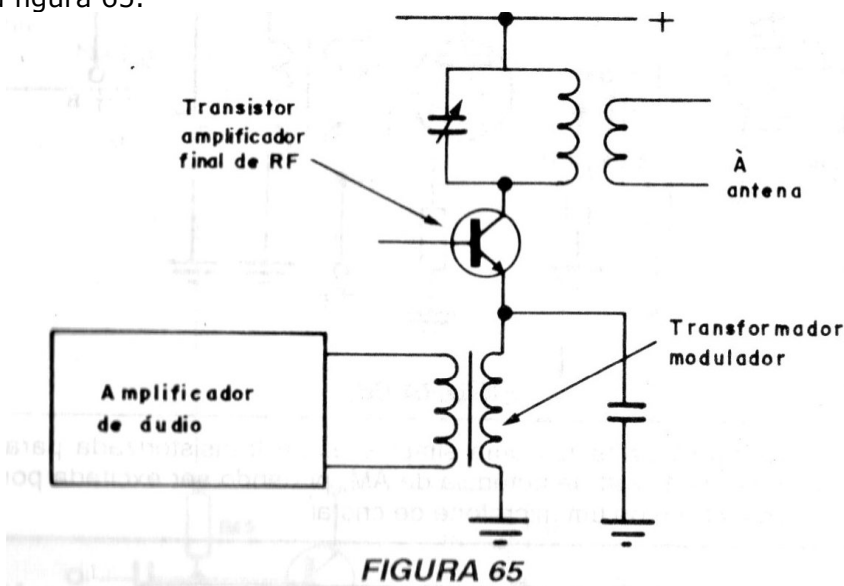 Figura 65.
+
Transistor
amplificador
final de RF
À
antena
Transformador
modulador
Amplificador
de áudio
FIGURA 65